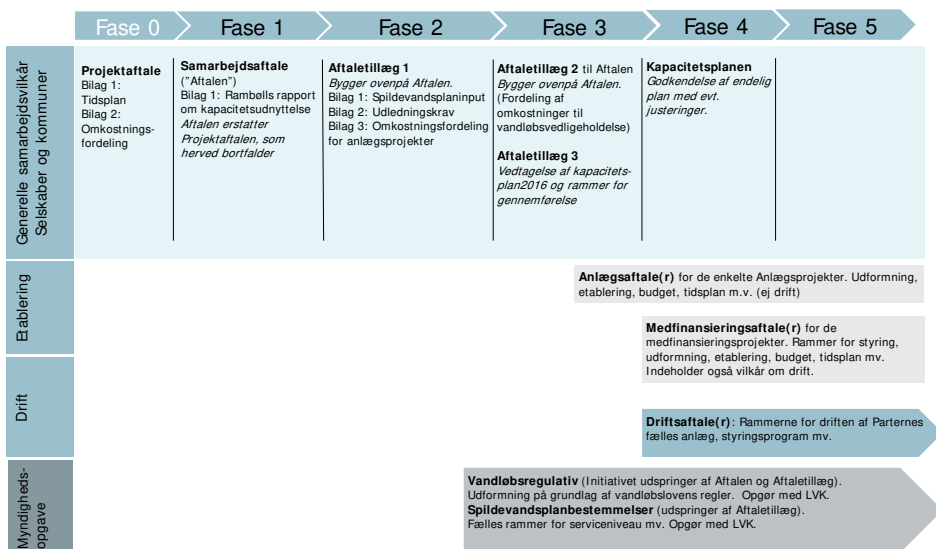 Fase 0
Fase 1
Fase 2
Fase 3
Fase 4
Fase 5
Generelle samarbejdsvilkår
Selskaber og kommuner
Projektaftale
Bilag 1:
Tidsplan
Bilag 2:
Omkostnings-
fordeling
Samarbejdsaftale
("Aftalen")
Bilag 1: Rambølls rapport
om kapacitetsudnyttelse
Aftalen erstatter
Projektaftalen, som
herved bortfalder
Aftaletillæg 1
Bygger ovenpå Aftalen.
Bilag 1: Spildevandsplaninput
Bilag 2: Udledningskrav
Bilag 3: Omkostningsfordeling
for anlægsprojekter
Aftaletillæg 2 til Aftalen
Bygger ovenpå Aftalen.
(Fordeling af
omkostninger til
vandløbsvedligeholdelse)
Aftaletillæg 3
Vedtagelse af kapacitets-
plan2016 og rammer for
gennemførelse
Kapacitetsplanen
Godkendelse af endelig
plan med evt.
justeringer.
Etablering
Anlægsaftale(r) for de enkelte Anlægsprojekter. Udformning,
etablering, budget, tidsplan m.v. (ej drift)
Medfinansieringsaftale(r) for de
medfinansieringsprojekter. Rammer for styring,
udformning, etablering, budget, tidsplan mv.
Indeholder også vilkår om drift.
Drift
Driftsaftale(r): Rammerne for driften af Parternes
fælles anlæg, styringsprogram mv.
Myndigheds-
opgave
Vandløbsregulativ (Initiativet udspringer af Aftalen og Aftaletillæg).
Udformning på grundlag af vandløbslovens regler. Opgør med LVK.
Spildevandsplanbestemmelser (udspringer af Aftaletillæg).
Fælles rammer for serviceniveau mv. Opgør med LVK.